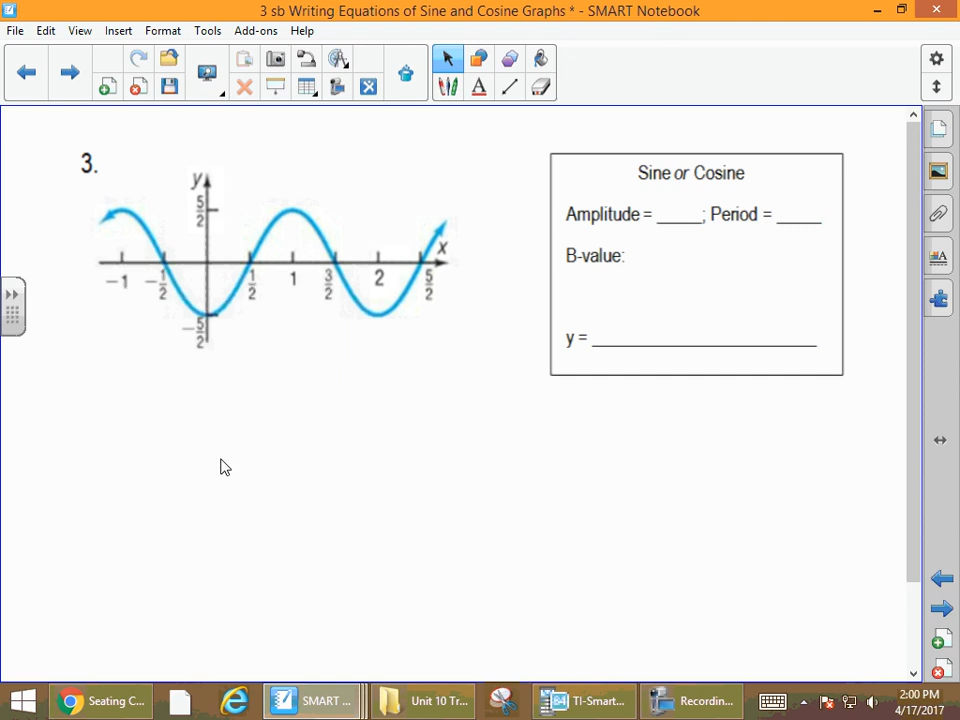 3 sb Writing Equations of Sine and Cosine Graphs * - SMART Notebook
File Edit View Insert Format Tools Add-ons Help
3.
y
5/2
x
−1 −1/2 1/2 1 3/2 2 5/2
−5/2
Sine or Cosine
Amplitude = _____; Period = _____
B-value:
y = _________________________
Seating C...
SMART ...
Unit 10 Tr...
TI-Smart...
Recordin...
2:00 PM
4/17/2017